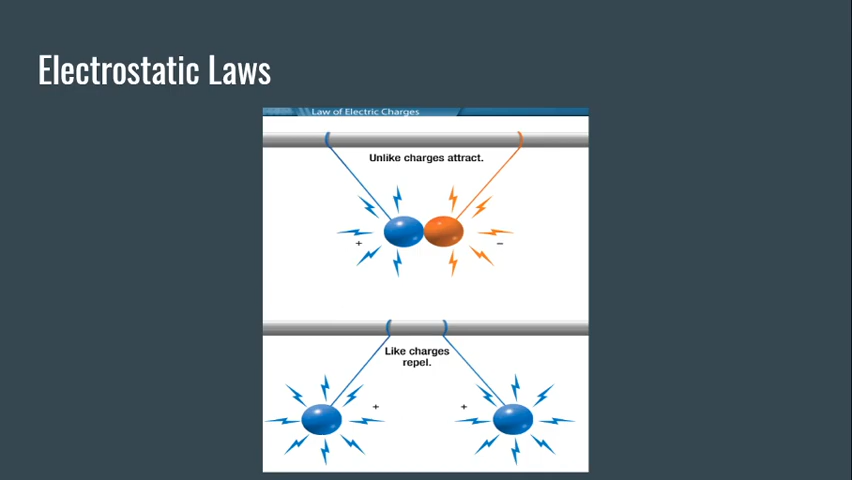 Electrostatic Laws
Law of Electric Charges
Unlike charges attract.
+ −
Like charges
repel.
+ +